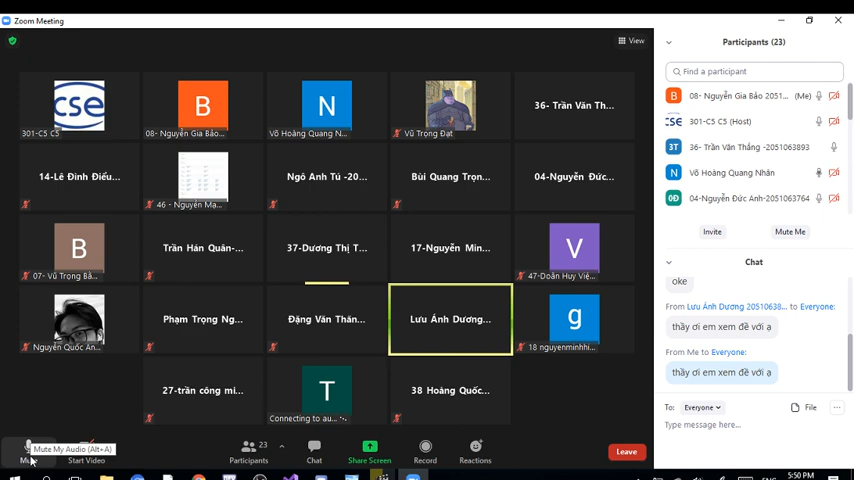 Zoom Meeting
View
CSE
301-C5 C5
B
08- Nguyễn Gia Bảo...
N
Võ Hoàng Quang N...
Vũ Trọng Đạt
36- Trần Văn Th...
14-Lê Đình Điều...
46 - Nguyễn Mạ...
Ngô Anh Tú -20...
Bùi Quang Trọn...
04-Nguyễn Đức...
B
07- Vũ Trọng Bả...
Trần Hán Quân-...
37-Dương Thị T...
17-Nguyễn Min...
V
47-Doãn Huy Việ...
Nguyễn Quốc An...
Phạm Trọng Ng...
Đặng Văn Thăn...
Lưu Ánh Dương...
g
18 nguyenminhhi...
27-trần công mi...
T
Connecting to au...
38 Hoàng Quốc...
Mute
Mute My Audio (Alt+A)
Start Video
23
Participants
Chat
Share Screen
Record
Reactions
Leave
Participants (23)
Find a participant
B
08- Nguyễn Gia Bảo 2051... (Me)
CSE
301-C5 C5 (Host)
3T
36- Trần Văn Thắng -2051063893
N
Võ Hoàng Quang Nhân
0Đ
04-Nguyễn Đức Anh-2051063764
Invite
Mute Me
Chat
oke
From Lưu Ánh Dương 20510638... to Everyone:
thầy ơi em xem đề với ạ
From Me to Everyone:
thầy ơi em xem đề với ạ
To: Everyone
File
Type message here...
ENG
5:50 PM